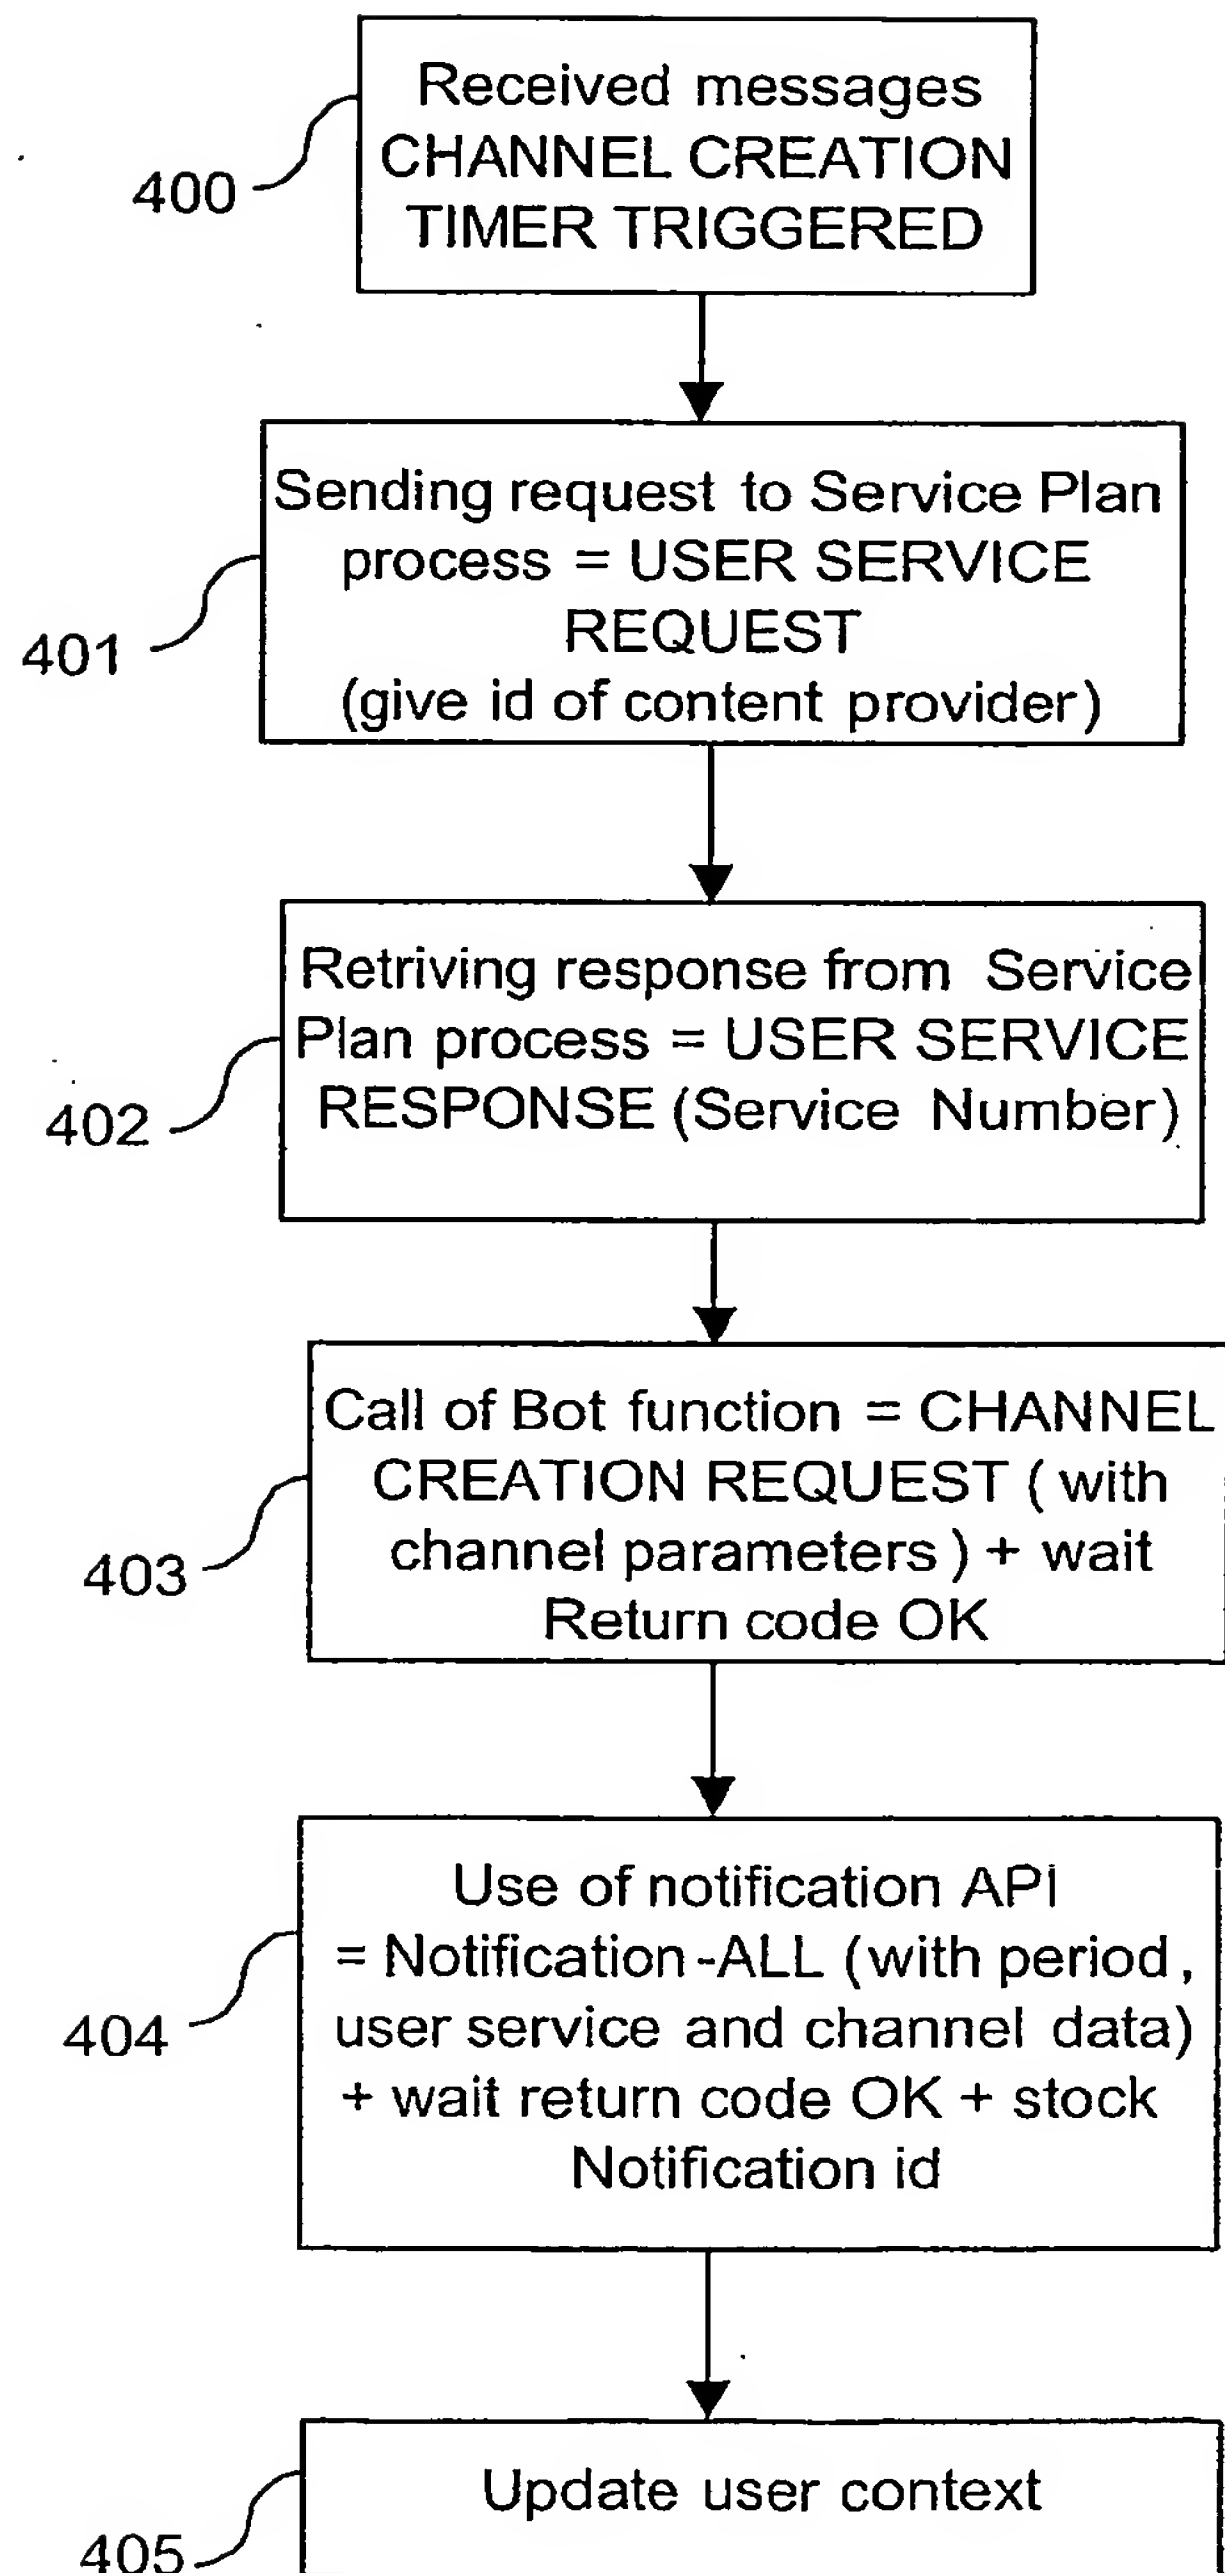 Received messages
CHANNEL CREATION
TIMER TRIGGERED
400
Sending request to Service Plan
process = USER SERVICE
REQUEST
(give id of content provider)
401
Retriving response from Service
Plan process = USER SERVICE
RESPONSE (Service Number)
402
Call of Bot function = CHANNEL
CREATION REQUEST ( with
channel parameters ) + wait
Return code OK
403
Use of notification API
= Notification-ALL (with period,
user service and channel data)
+ wait return code OK + stock
Notification id
404
Update user context
405